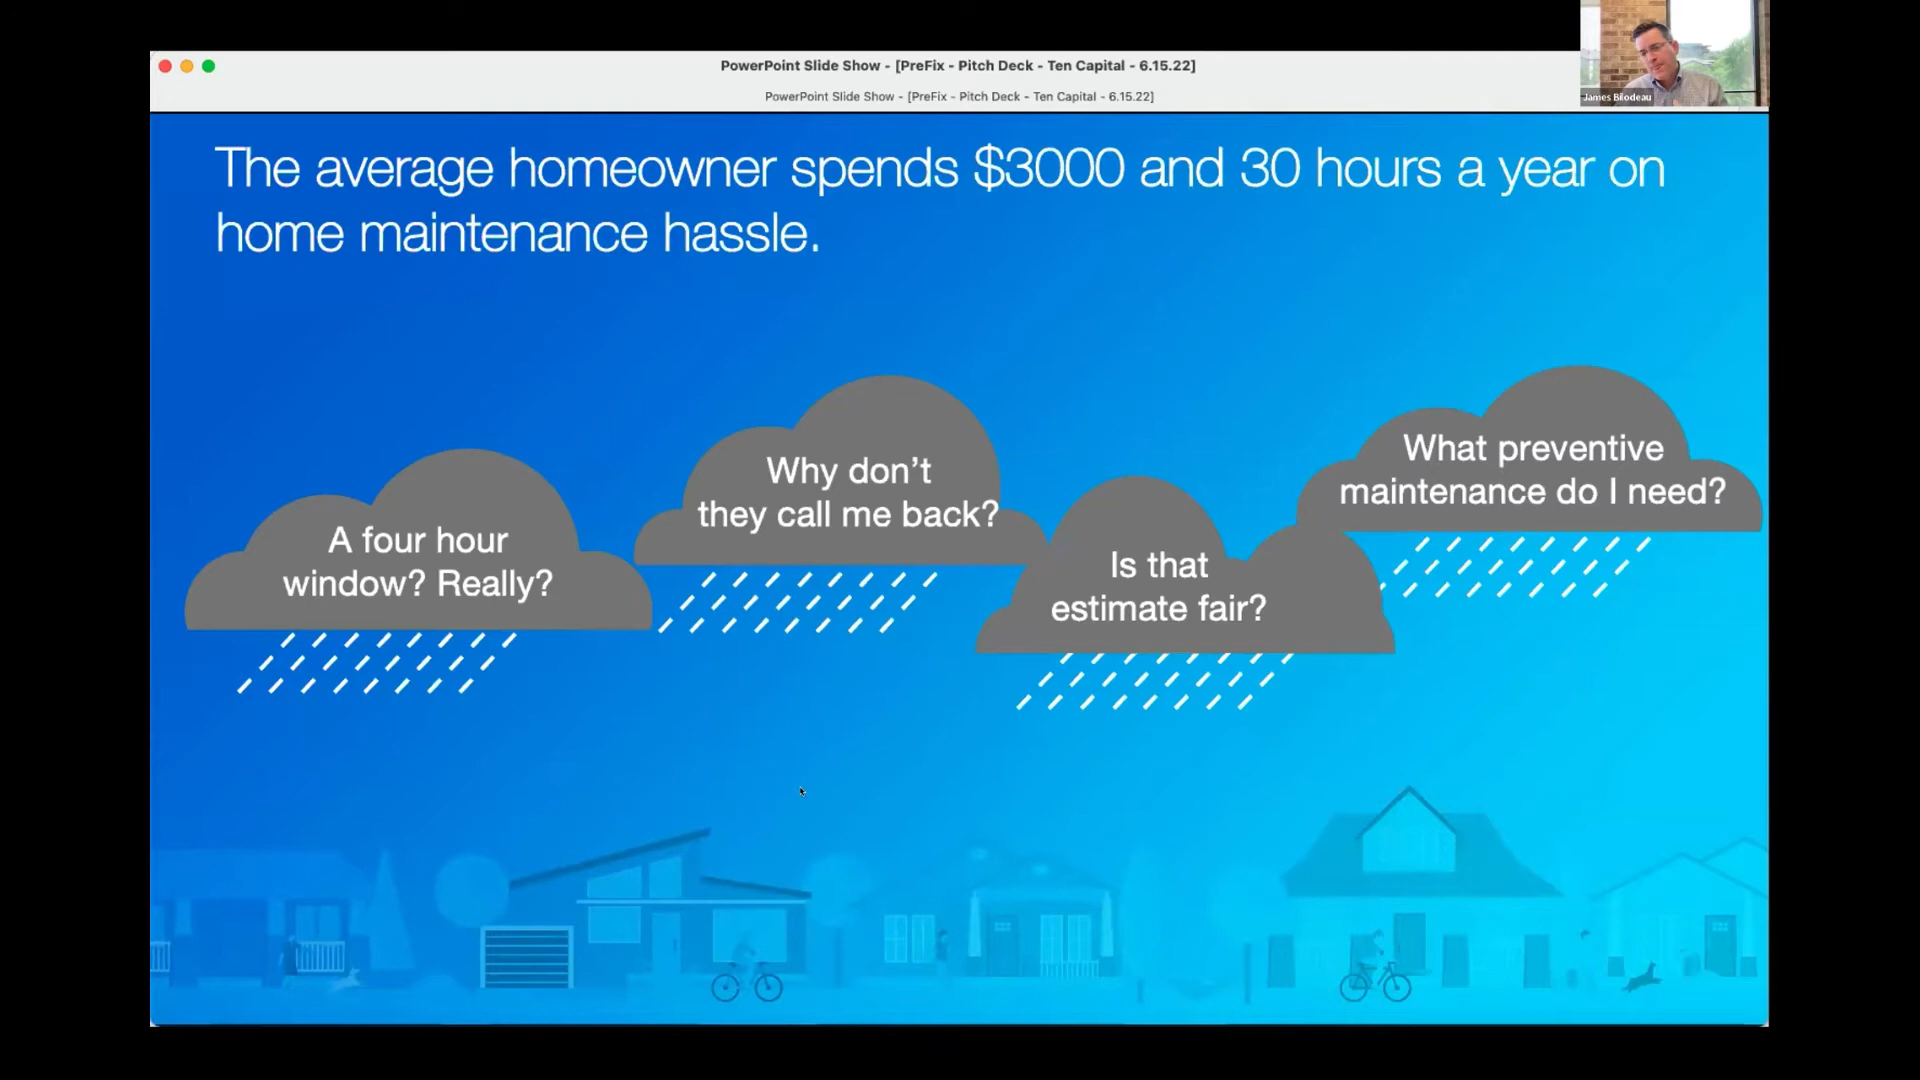 PowerPoint Slide Show - [PreFix - Pitch Deck - Ten Capital - 6.15.22]
PowerPoint Slide Show - [PreFix - Pitch Deck - Ten Capital - 6.15.22]
James Bilodeau
The average homeowner spends $3000 and 30 hours a year on
home maintenance hassle.
A four hour
window? Really?
Why don’t
they call me back?
Is that
estimate fair?
What preventive
maintenance do I need?